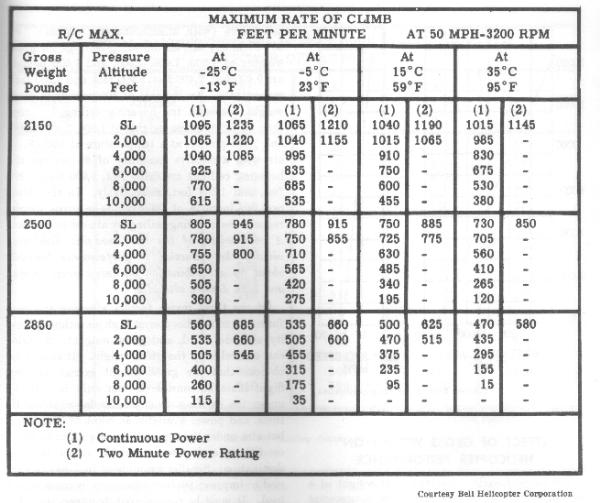 MAXIMUM RATE OF CLIMB
R/C MAX. FEET PER MINUTE AT 50 MPH-3200 RPM
Gross Pressure At At At At
Weight Altitude -25°C -5°C 15°C 35°C
Pounds Feet -13°F 23°F 59°F 95°F
(1) (2) (1) (2) (1) (2) (1) (2)
2150 SL 1095 1235 1065 1210 1040 1190 1015 1145
2,000 1065 1220 1040 1155 1015 1065 985 -
4,000 1040 1085 995 - 910 - 830 -
6,000 925 - 835 - 750 - 675 -
8,000 770 - 685 - 600 - 530 -
10,000 615 - 535 - 455 - 380 -
2500 SL 805 945 780 915 750 885 730 850
2,000 780 915 750 855 725 775 705 -
4,000 755 800 710 - 630 - 560 -
6,000 650 - 565 - 485 - 410 -
8,000 505 - 420 - 340 - 265 -
10,000 360 - 275 - 195 - 120 -
2850 SL 560 685 535 660 500 625 470 580
2,000 535 660 505 600 470 515 435 -
4,000 505 545 455 - 375 - 295 -
6,000 400 - 315 - 235 - 155 -
8,000 260 - 175 - 95 - 15 -
10,000 115 - 35 -
NOTE:
(1) Continuous Power
(2) Two Minute Power Rating
Courtesy Bell Helicopter Corporation